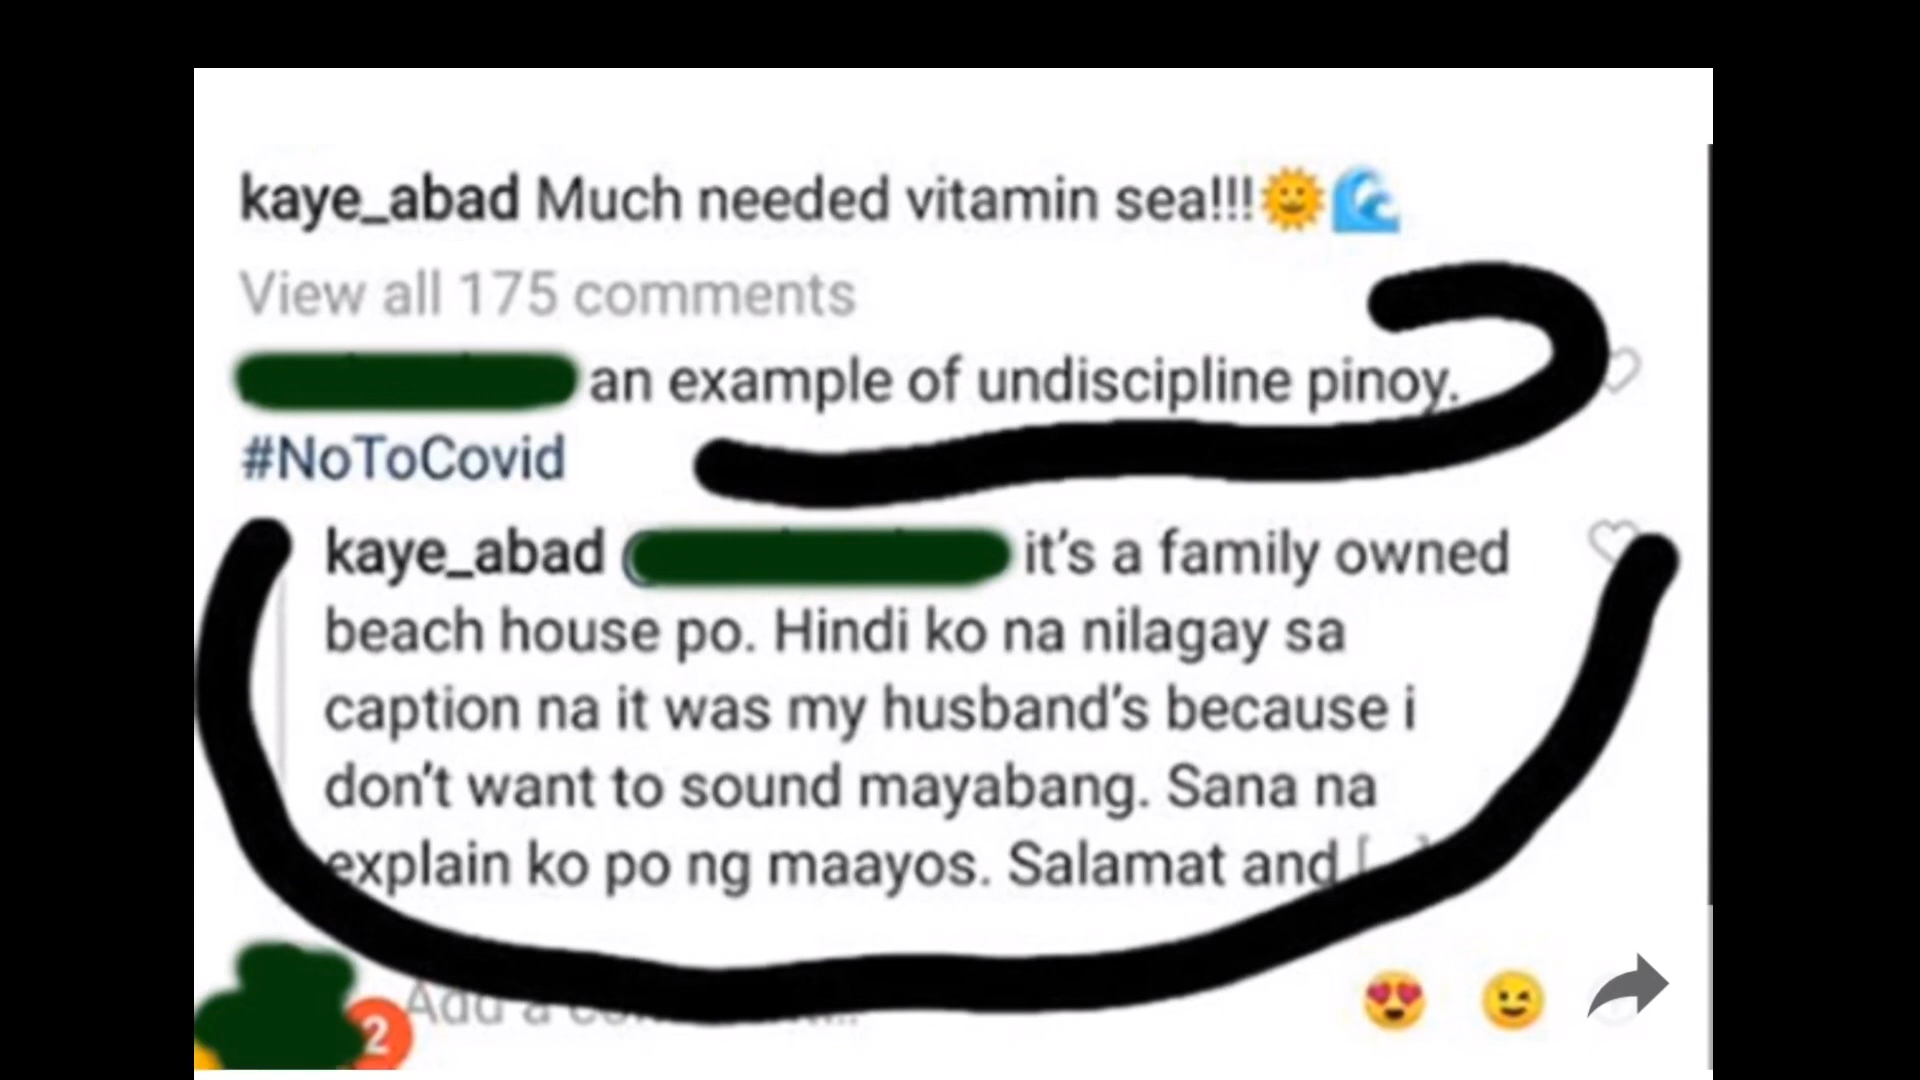 kaye_abad Much needed vitamin sea!!!🌞🌊
View all 175 comments
an example of undiscipline pinoy.
#NoToCovid
kaye_abad it's a family owned
beach house po. Hindi ko na nilagay sa
caption na it was my husband's because i
don't want to sound mayabang. Sana na
explain ko po ng maayos. Salamat and
Add a
2